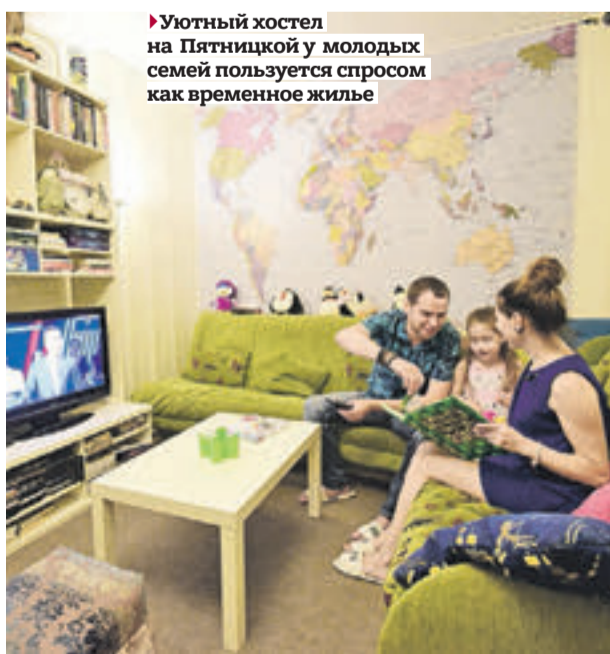 Уютный хостел
на Пятницкой у молодых
семей пользуется спросом
как временное жилье